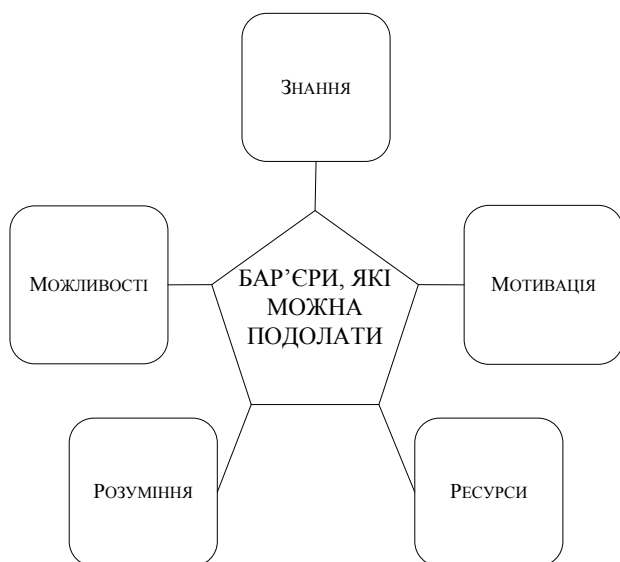 ЗНАННЯ
МОЖЛИВОСТІ
БАР’ЄРИ, ЯКІ
МОЖНА
ПОДОЛАТИ
МОТИВАЦІЯ
РОЗУМІННЯ
РЕСУРСИ